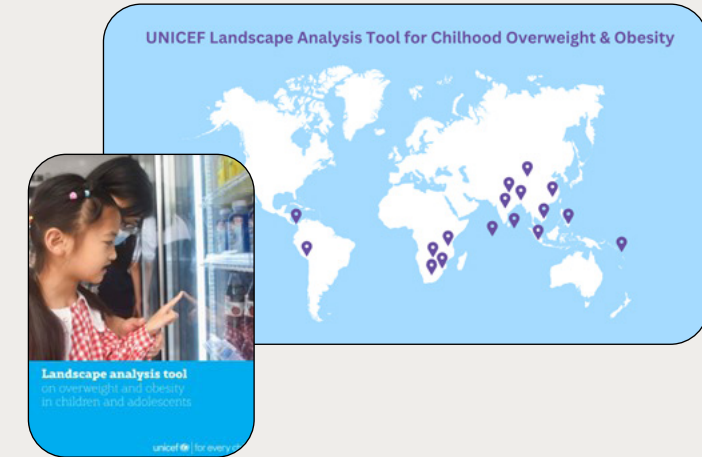 UNICEF Landscape Analysis Tool for Chilhood Overweight & Obesity
Landscape analysis tool
on overweight and obesity
in children and adolescents
unicef | for every ch